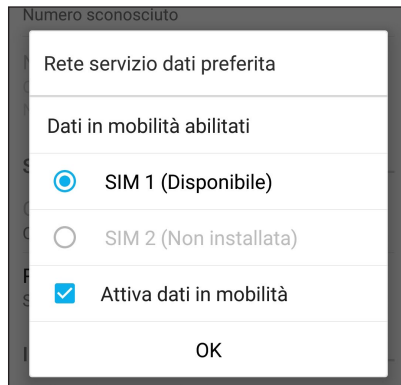 Numero sconosciuto
Rete servizio dati preferita
Dati in mobilità abilitati
SIM 1 (Disponibile)
SIM 2 (Non installata)
Attiva dati in mobilità
OK